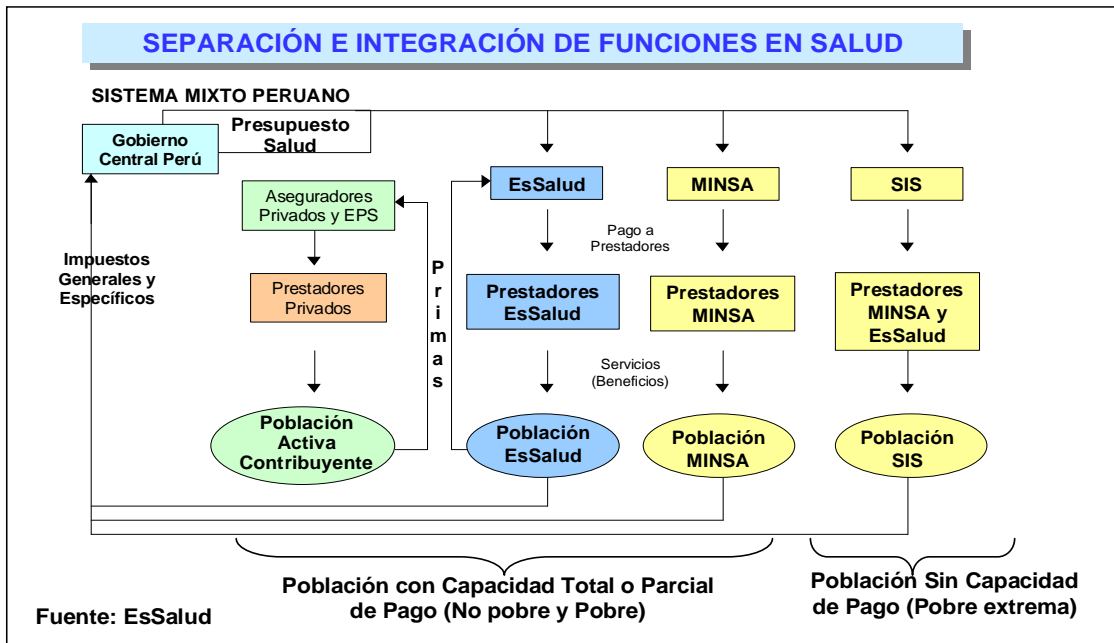 SEPARACIÓN E INTEGRACIÓN DE FUNCIONES EN SALUD
SISTEMA MIXTO PERUANO
Gobierno
Central Perú
Presupuesto
Salud
Aseguradores
Privados y EPS
EsSalud
MINSA
SIS
Pago a
Prestadores
Impuestos
Generales y
Específicos
Primas
Prestadores
Privados
Prestadores
EsSalud
Prestadores
MINSA
Prestadores
MINSA y
EsSalud
Servicios
(Beneficios)
Población
Activa
Contribuyente
Población
EsSalud
Población
MINSA
Población
SIS
Población con Capacidad Total o Parcial
de Pago (No pobre y Pobre)
Población Sin Capacidad
de Pago (Pobre extrema)
Fuente: EsSalud